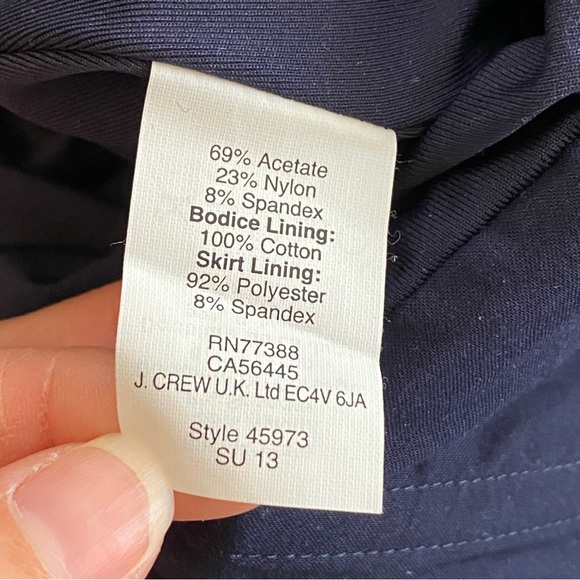 69% Acetate
23% Nylon
8% Spandex
Bodice Lining:
100% Cotton
Skirt Lining:
92% Polyester
8% Spandex
RN77388
CA56445
J. CREW U.K. Ltd EC4V 6JA
Style 45973
SU 13